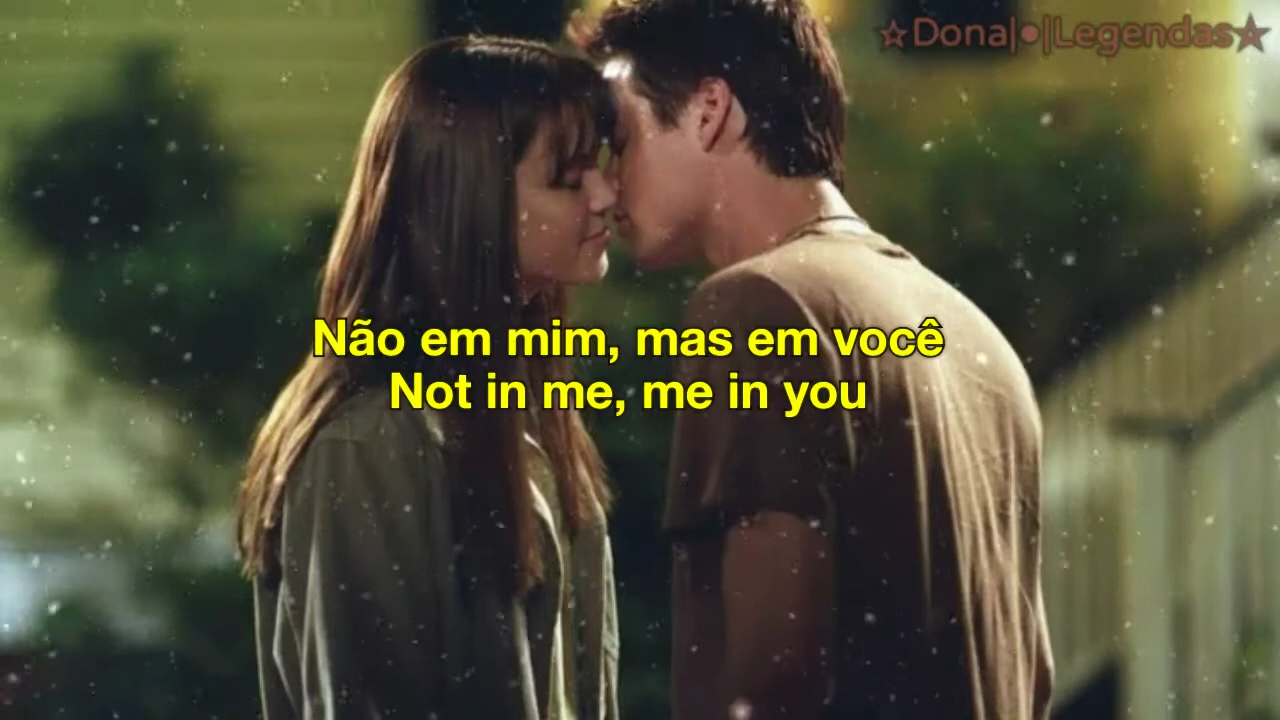 ☆Dona|●|Legendas★
Não em mim, mas em você
Not in me, me in you